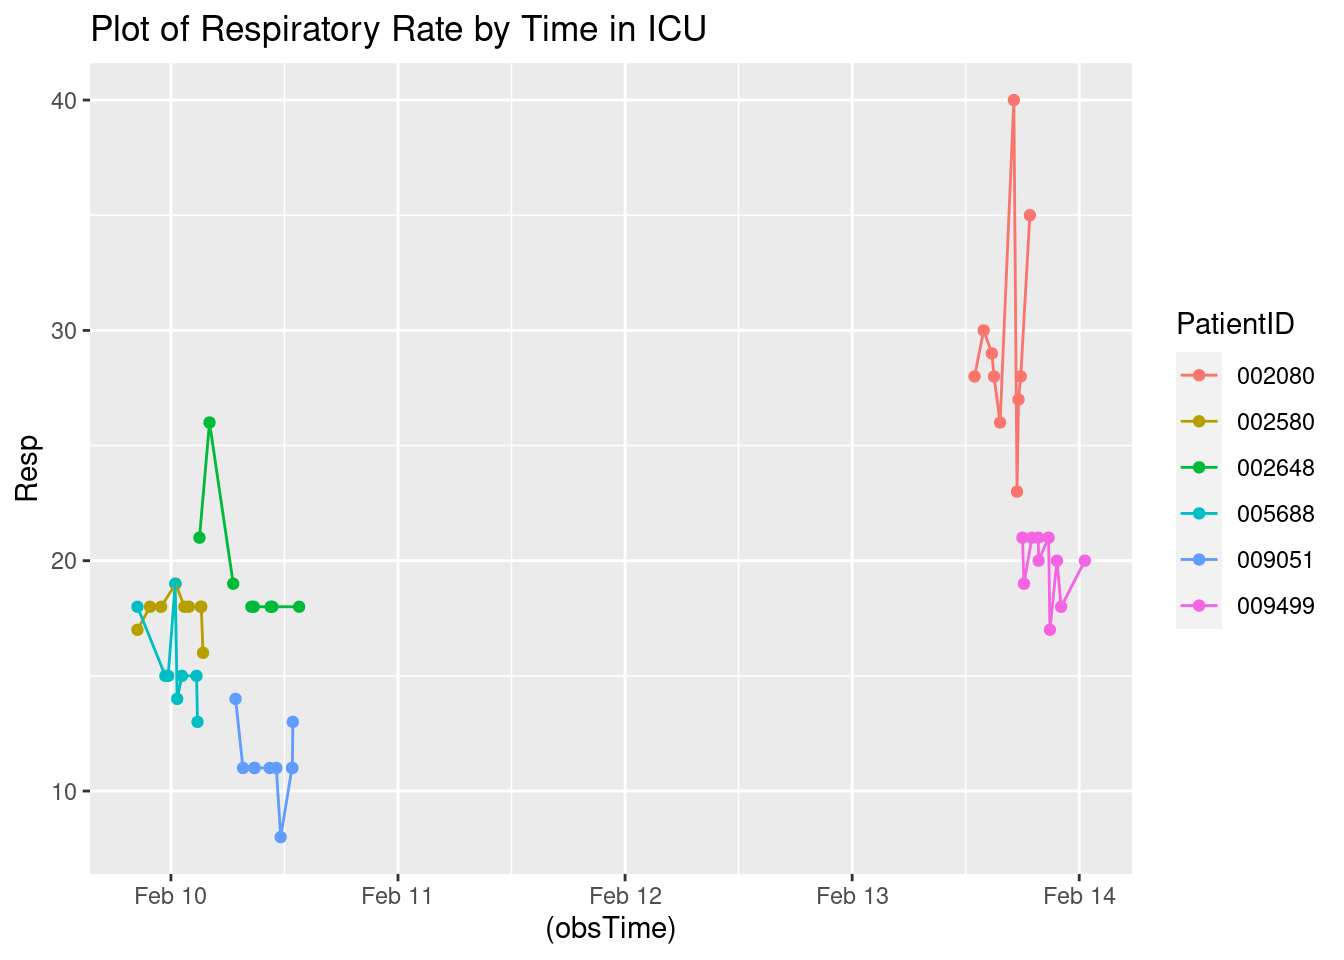 Plot of Respiratory Rate by Time in ICU
40
30
20
10
Resp
Feb 10
Feb 11
Feb 12
Feb 13
Feb 14
(obsTime)
PatientID
002080
002580
002648
005688
009051
009499